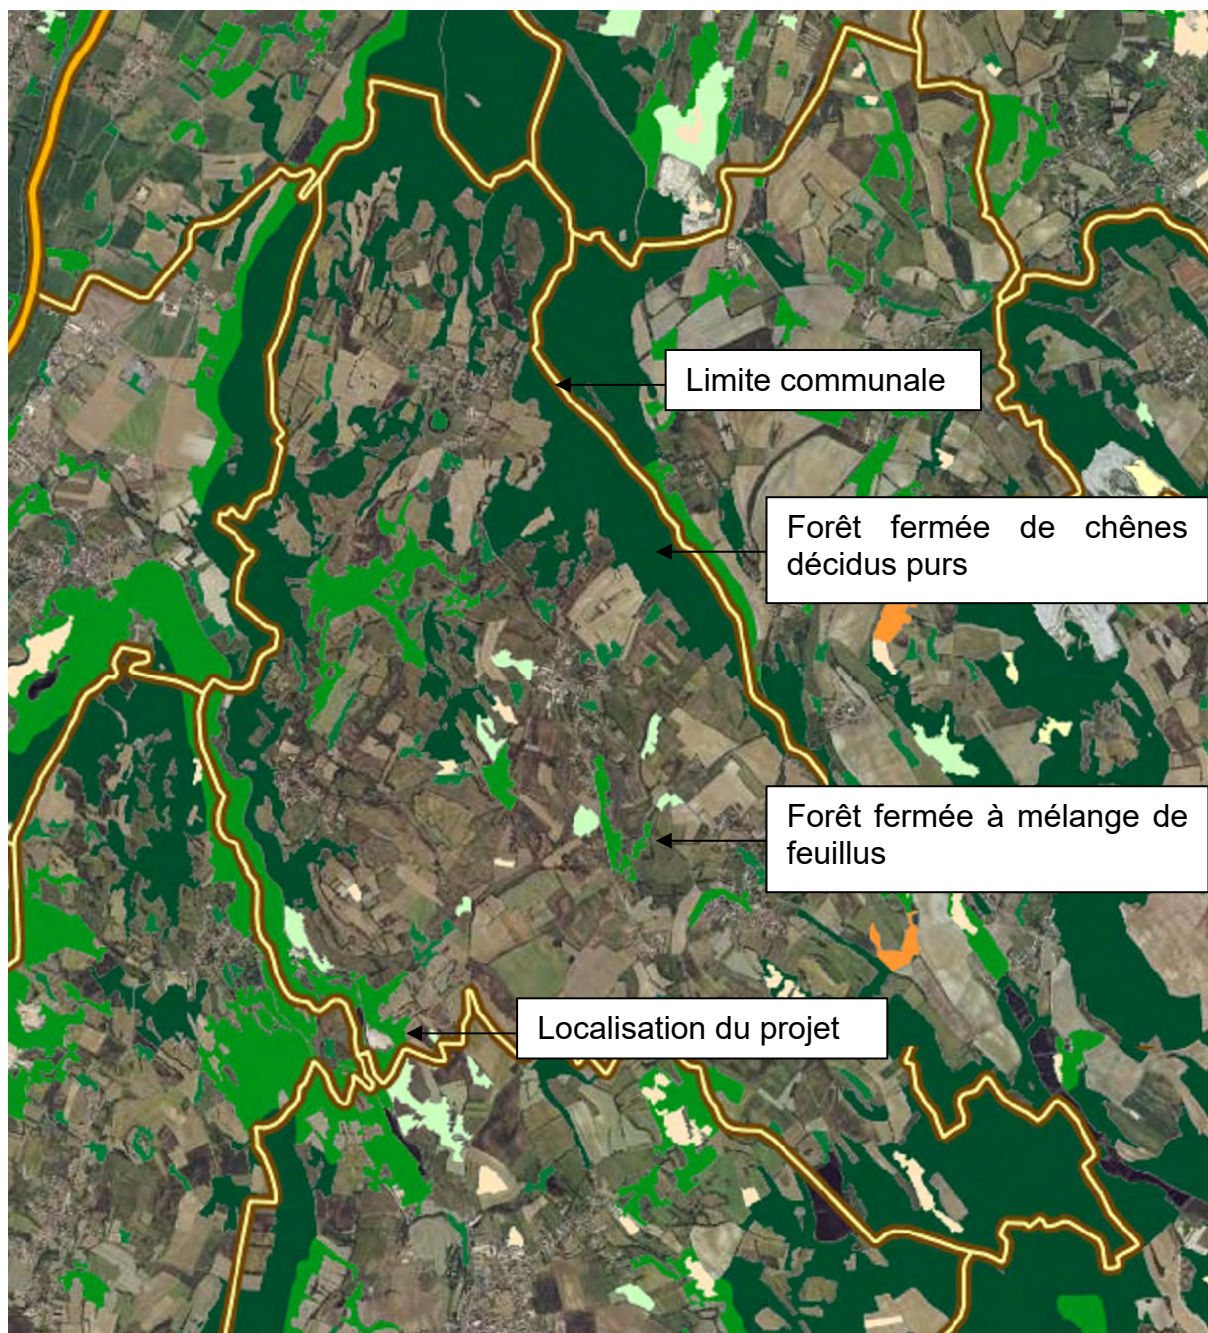 Limite communale
Forêt fermée de chênes
décidus purs
Forêt fermée à mélange de
feuillus
Localisation du projet